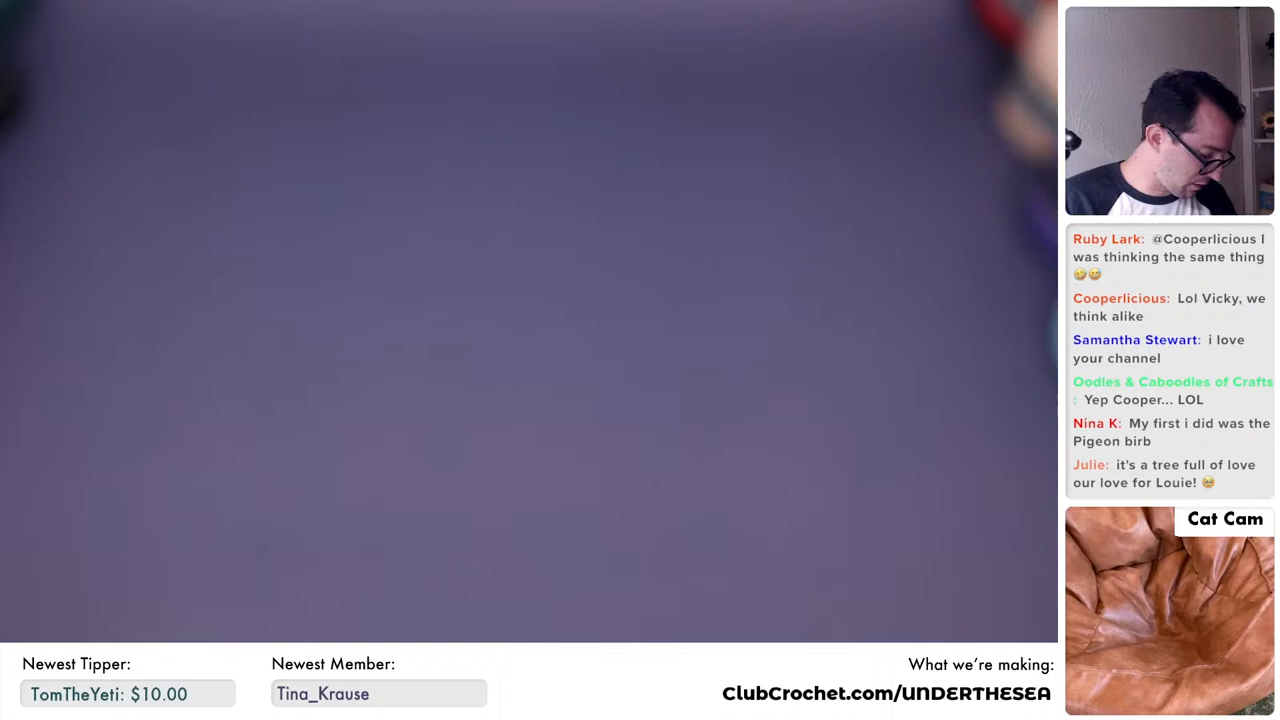 Ruby Lark: @Cooperlicious I
was thinking the same thing
🤣😅
Cooperlicious: Lol Vicky, we
think alike
Samantha Stewart: i love
your channel
Oodles & Caboodles of Crafts
: Yep Cooper... LOL
Nina K: My first i did was the
Pigeon birb
Julie: it's a tree full of love
our love for Louie! 🥹
Cat Cam
Newest Tipper:
TomTheYeti: $10.00
Newest Member:
Tina_Krause
What we're making:
ClubCrochet.com/UNDERTHESEA